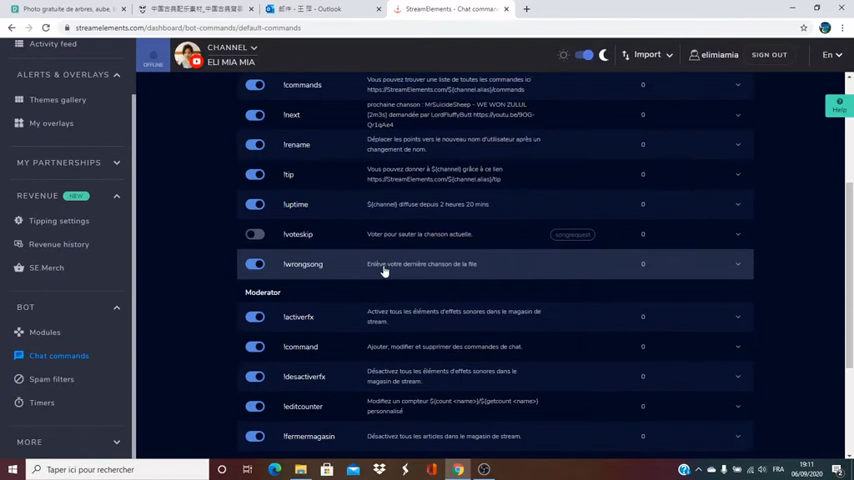 Photo gratuite de arbres, aube,
中国古典配乐素材_中国古典音乐
邮件 - 王 萍 - Outlook
StreamElements - Chat comman
streamelements.com/dashboard/bot-commands/default-commands
Activity feed
ALERTS & OVERLAYS
Themes gallery
My overlays
MY PARTNERSHIPS
REVENUE NEW
Tipping settings
Revenue history
SE.Merch
BOT
Modules
Chat commands
Spam filters
Timers
MORE
OFFLINE
CHANNEL
ELI MIA MIA
Import
elimiamia
SIGN OUT
En
Help
!commands
Vous pouvez trouver une liste de toutes les commandes ici
https://StreamElements.com/${channel.alias}/commands
0
!next
prochaine chanson : MrSuicideSheep - WE WON ZULUL
[2m3s] demandée par LordFluffyButt https://youtu.be/9OG-
Qr1qAe4
0
!rename
Déplacer les points vers le nouveau nom d'utilisateur après un
changement de nom.
0
!tip
Vous pouvez donner à ${channel} grâce à ce lien
https://StreamElements.com/${channel.alias}/tip
0
!uptime
${channel} diffuse depuis 2 heures 20 mins
0
!voteskip
Voter pour sauter la chanson actuelle.
songrequest
0
!wrongsong
Enlève votre dernière chanson de la file
0
Moderator
!activerfx
Activez tous les éléments d'effets sonores dans le magasin de
stream.
0
!command
Ajouter, modifier et supprimer des commandes de chat.
0
!desactiverfx
Désactivez tous les éléments d'effets sonores dans le
magasin de stream.
0
!editcounter
Modifiez un compteur ${count <name>}/${getcount <name>}
personnalisé
0
!fermermagasin
Désactivez tous les articles dans le magasin de stream.
0
Taper ici pour rechercher
FRA
19:11
06/09/2020
2